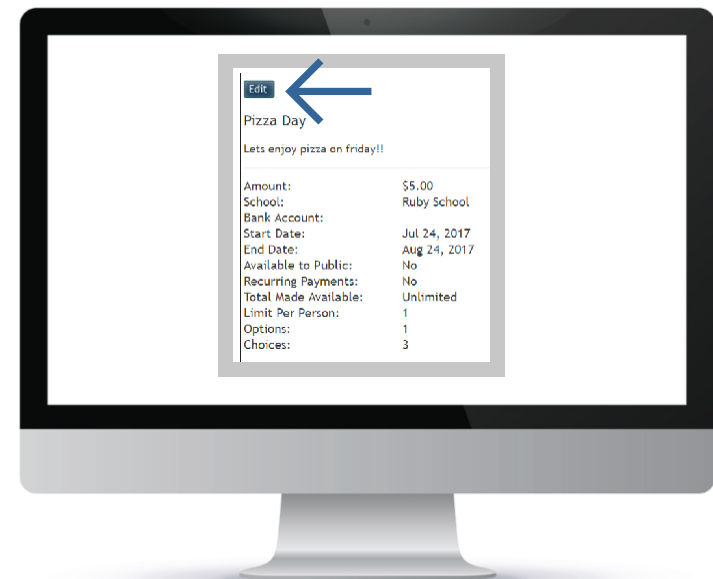 Edit
Pizza Day
Lets enjoy pizza on friday!!
Amount: $5.00
School: Ruby School
Bank Account:
Start Date: Jul 24, 2017
End Date: Aug 24, 2017
Available to Public: No
Recurring Payments: No
Total Made Available: Unlimited
Limit Per Person: 1
Options: 1
Choices: 3